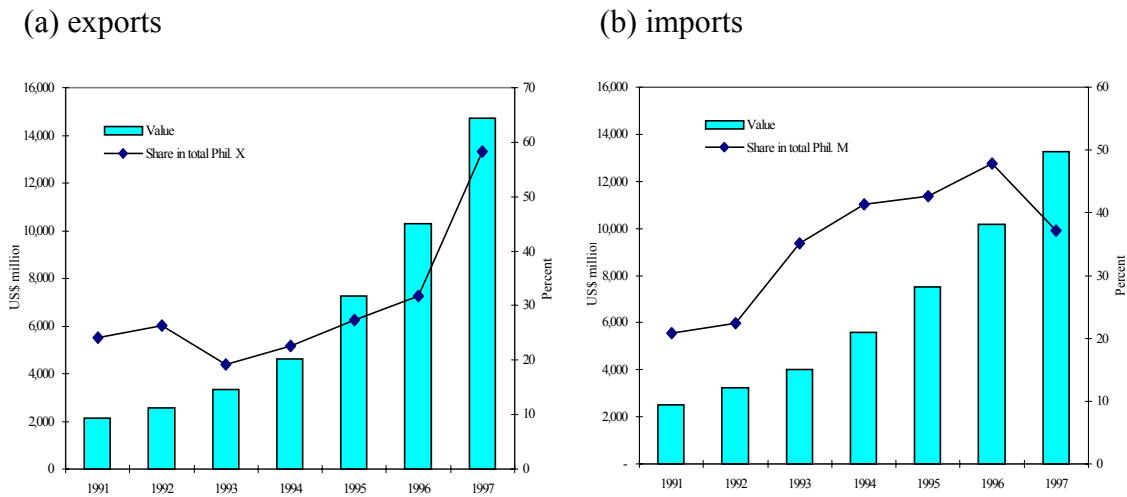 (a) exports
(b) imports
16,000
14,000
12,000
10,000
8,000
6,000
4,000
2,000
0
US$ million
Value
Share in total Phil. X
70
60
50
40
30
20
10
0
Percent
1991 1992 1993 1994 1995 1996 1997
16,000
14,000
12,000
10,000
8,000
6,000
4,000
2,000
-
US$ million
Value
Share in total Phil. M
60
50
40
30
20
10
0
Percent
1991 1992 1993 1994 1995 1996 1997